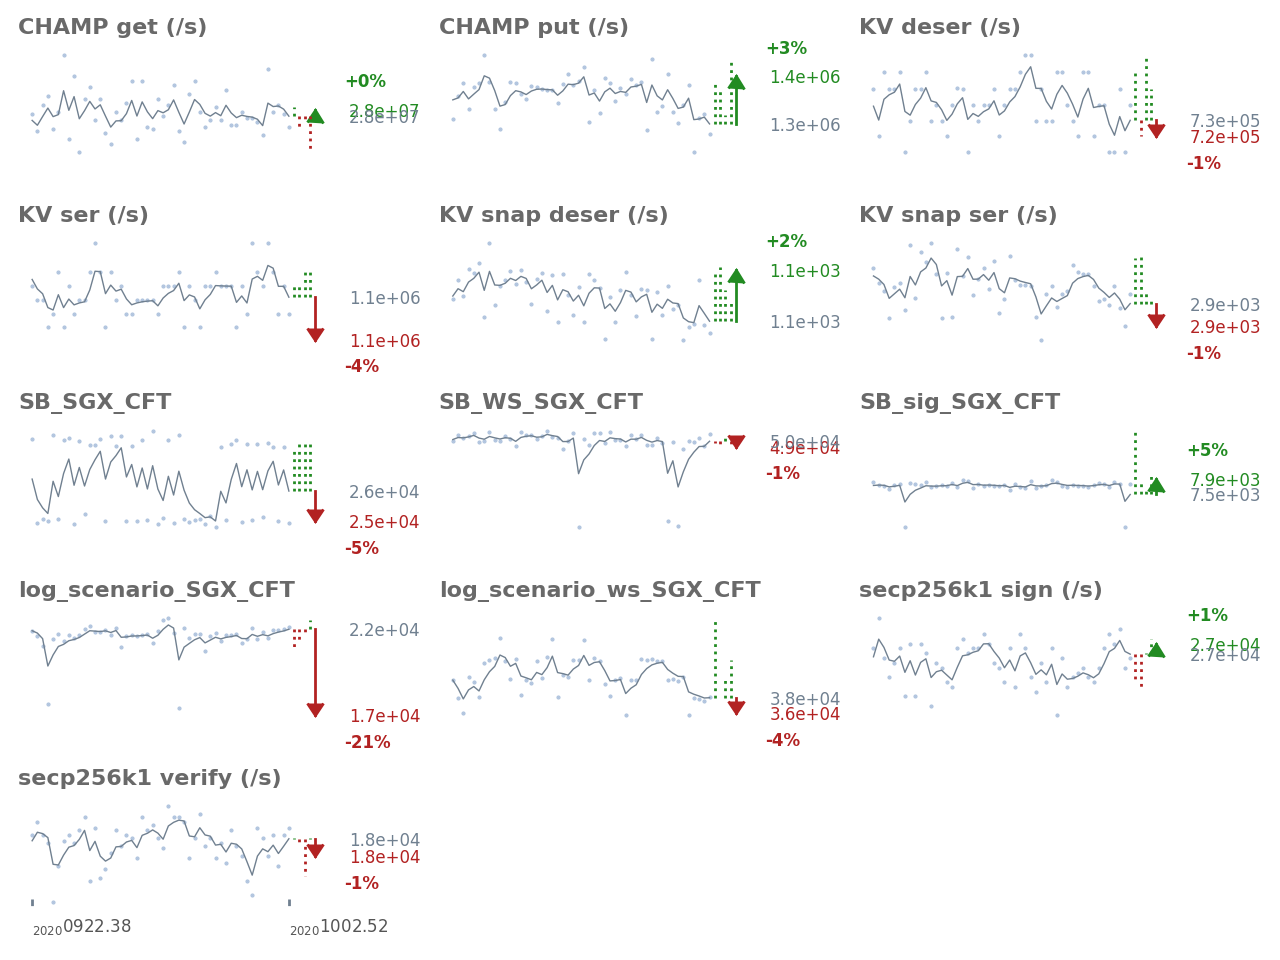 CHAMP get (/s)
+0%
2.8e+07
2.8e+07
CHAMP put (/s)
+3%
1.4e+06
1.3e+06
KV deser (/s)
7.3e+05
7.2e+05
-1%
KV ser (/s)
1.1e+06
1.1e+06
-4%
KV snap deser (/s)
+2%
1.1e+03
1.1e+03
KV snap ser (/s)
2.9e+03
2.9e+03
-1%
SB_SGX_CFT
2.6e+04
2.5e+04
-5%
SB_WS_SGX_CFT
5.0e+04
4.9e+04
-1%
SB_sig_SGX_CFT
+5%
7.9e+03
7.5e+03
log_scenario_SGX_CFT
2.2e+04
1.7e+04
-21%
log_scenario_ws_SGX_CFT
3.8e+04
3.6e+04
-4%
secp256k1 sign (/s)
+1%
2.7e+04
2.7e+04
secp256k1 verify (/s)
1.8e+04
1.8e+04
-1%
20200922.38
20201002.52